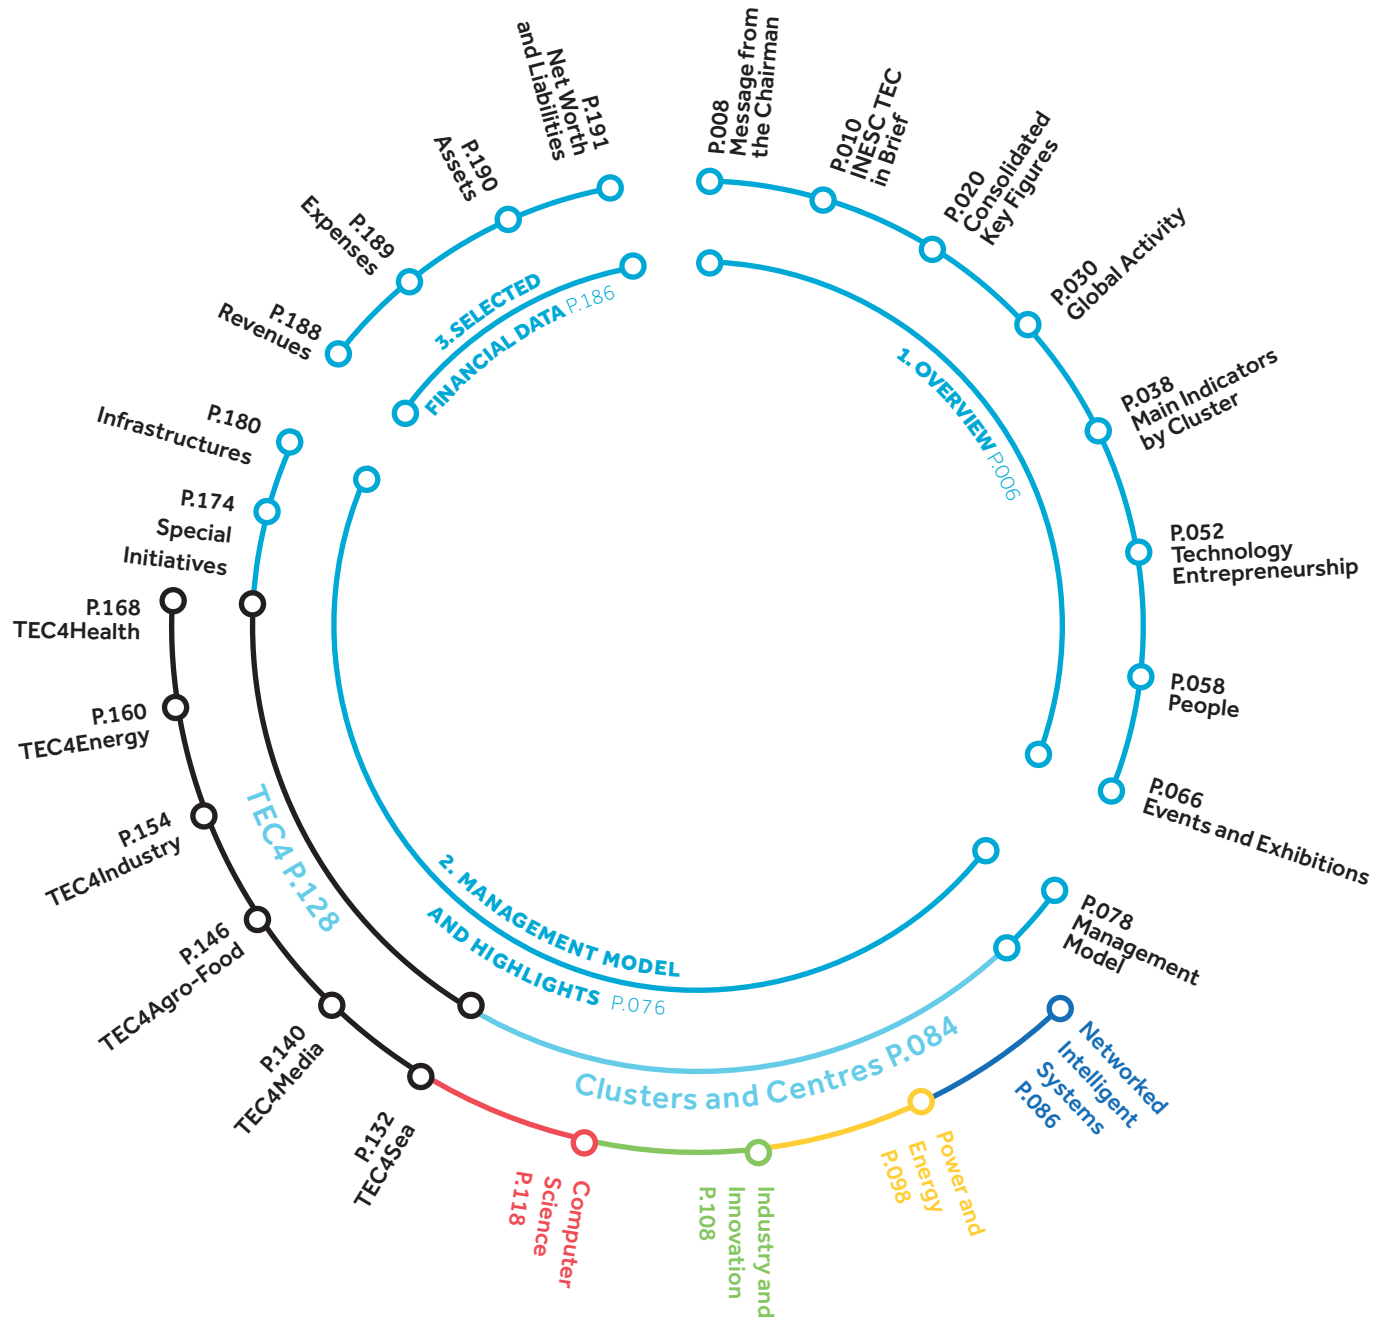 1. OVERVIEW P.006
P.008
Message from
the Chairman
P.010
INESC TEC
in Brief
P.020
Consolidated
Key Figures
P.030
Global Activity
P.038
Main Indicators
by Cluster
P.052
Technology
Entrepreneurship
P.058
People
P.066
Events and Exhibitions
2. MANAGEMENT MODEL
AND HIGHLIGHTS P.076
P.078
Management
Model
Clusters and Centres P.084
Networked
Intelligent
Systems
P.086
Power and
Energy
P.098
Industry and
Innovation
P.108
Computer
Science
P.118
TEC4 P.128
P.132
TEC4Sea
P.140
TEC4Media
P.146
TEC4Agro-Food
P.154
TEC4Industry
P.160
TEC4Energy
P.168
TEC4Health
P.174
Special
Initiatives
P.180
Infrastructures
3. SELECTED
FINANCIAL DATA P.186
P.188
Revenues
P.189
Expenses
P.190
Assets
P.191
Net Worth
and Liabilities